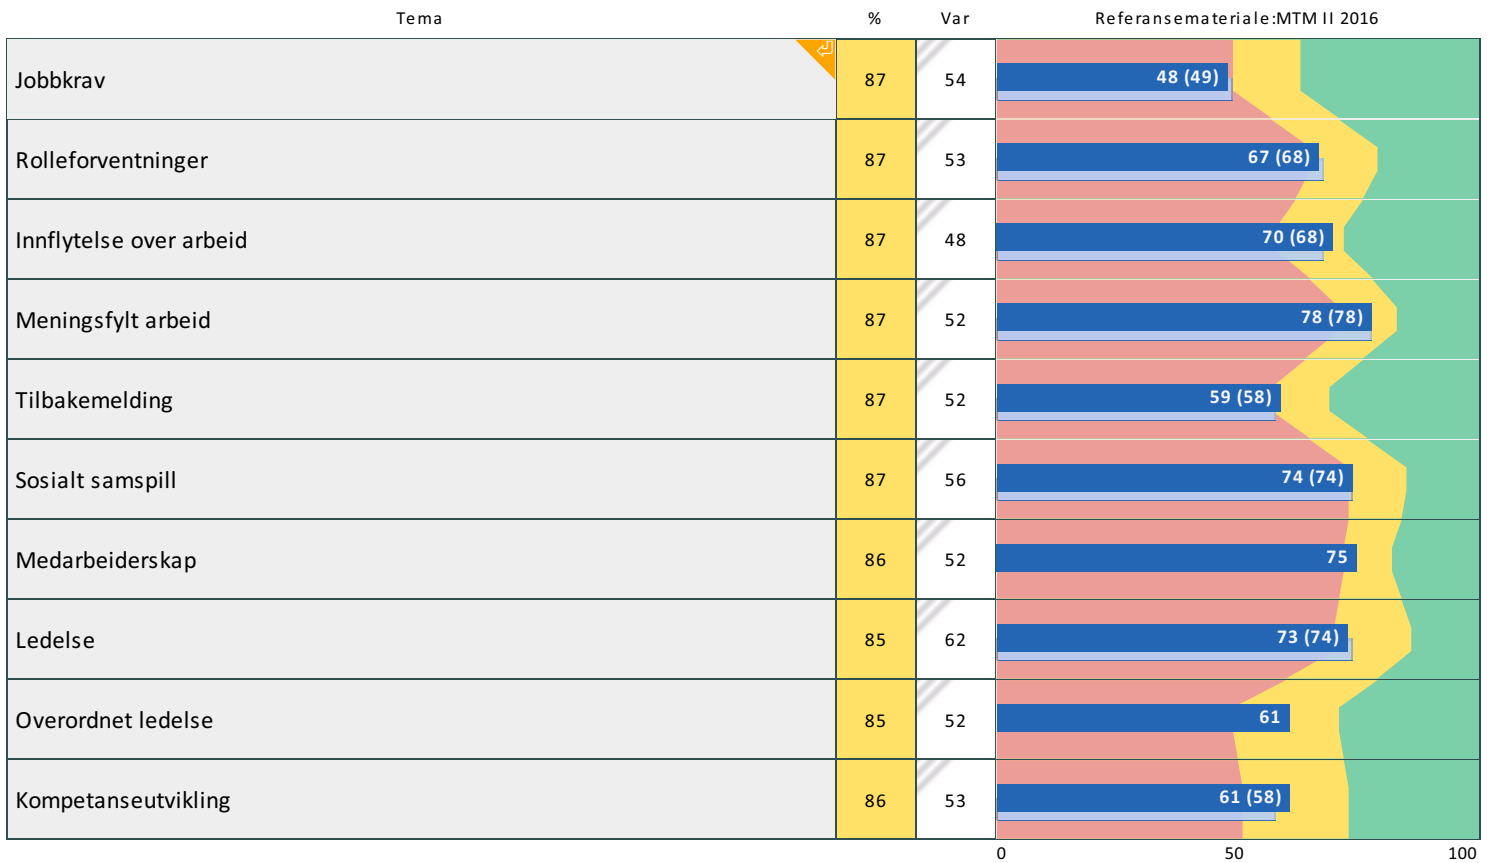 Tema % Var Referansemateriale:MTM II 2016
Jobbkrav 87 54 48 (49)
Rolleforventninger 87 53 67 (68)
Innflytelse over arbeid 87 48 70 (68)
Meningsfylt arbeid 87 52 78 (78)
Tilbakemelding 87 52 59 (58)
Sosialt samspill 87 56 74 (74)
Medarbeiderskap 86 52 75
Ledelse 85 62 73 (74)
Overordnet ledelse 85 52 61
Kompetanseutvikling 86 53 61 (58)
0 50 100